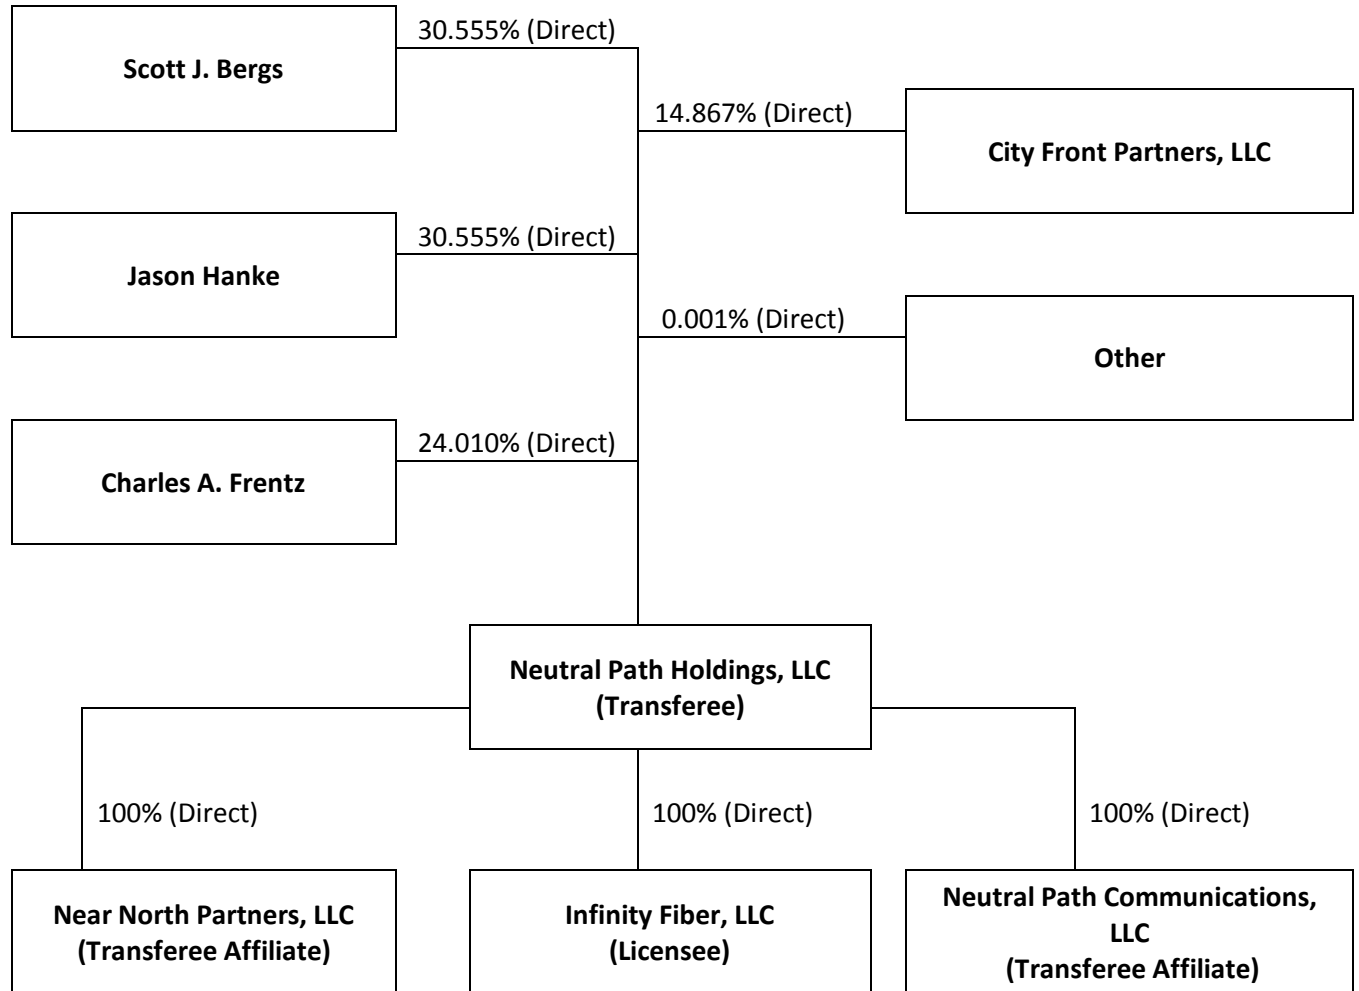 30.555% (Direct)
Scott J. Bergs
14.867% (Direct)
City Front Partners, LLC
30.555% (Direct)
Jason Hanke
0.001% (Direct)
Other
24.010% (Direct)
Charles A. Frentz
Neutral Path Holdings, LLC
(Transferee)
100% (Direct)
100% (Direct)
100% (Direct)
Near North Partners, LLC
(Transferee Affiliate)
Infinity Fiber, LLC
(Licensee)
Neutral Path Communications,
LLC
(Transferee Affiliate)